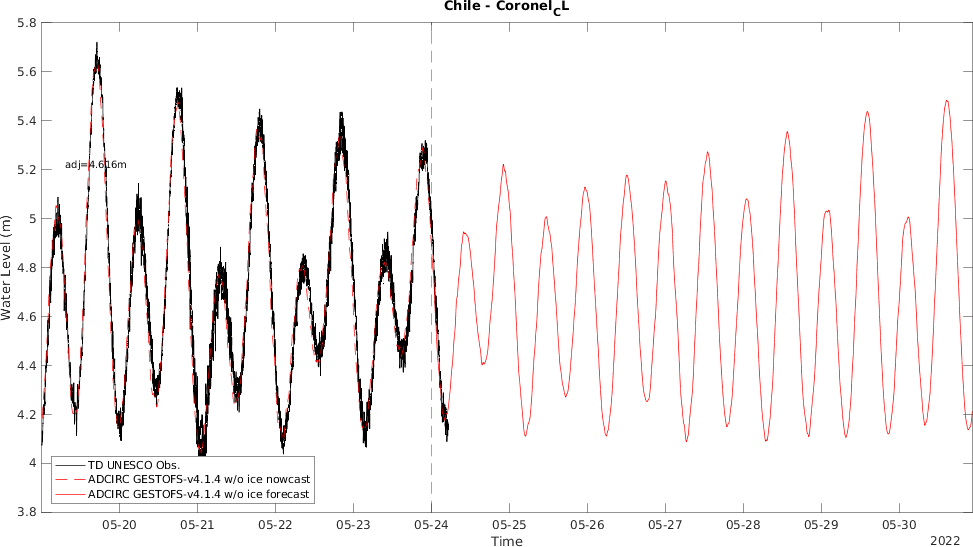 Chile - Coronel_CL
5.8
5.6
5.4
5.2
5
4.8
4.6
4.4
4.2
4
3.8
Water Level (m)
adj=4.616m
TD UNESCO Obs.
ADCIRC GESTOFS-v4.1.4 w/o ice nowcast
ADCIRC GESTOFS-v4.1.4 w/o ice forecast
05-20 05-21 05-22 05-23 05-24 05-25 05-26 05-27 05-28 05-29 05-30
Time
2022